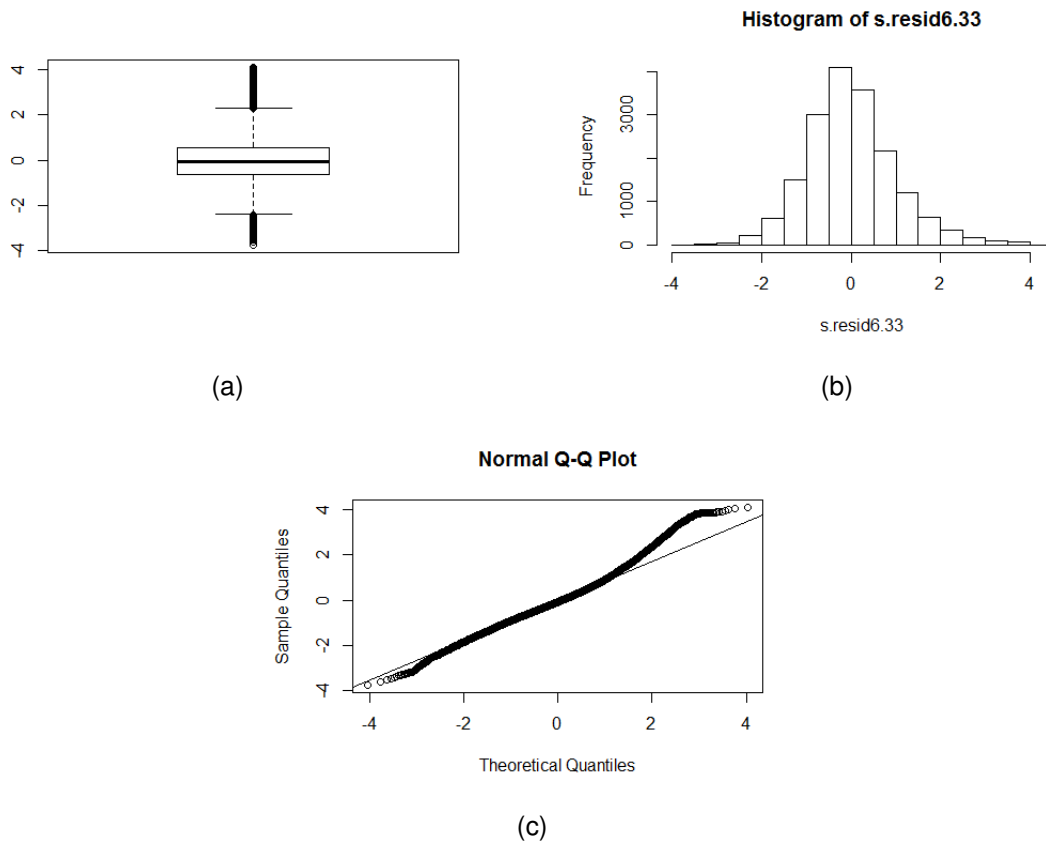 4
2
0
-2
-4
(a)
Histogram of s.resid6.33
Frequency
3000
1000
0
-4 -2 0 2 4
s.resid6.33
(b)
Normal Q-Q Plot
Sample Quantiles
4
2
0
-2
-4
-4 -2 0 2 4
Theoretical Quantiles
(c)